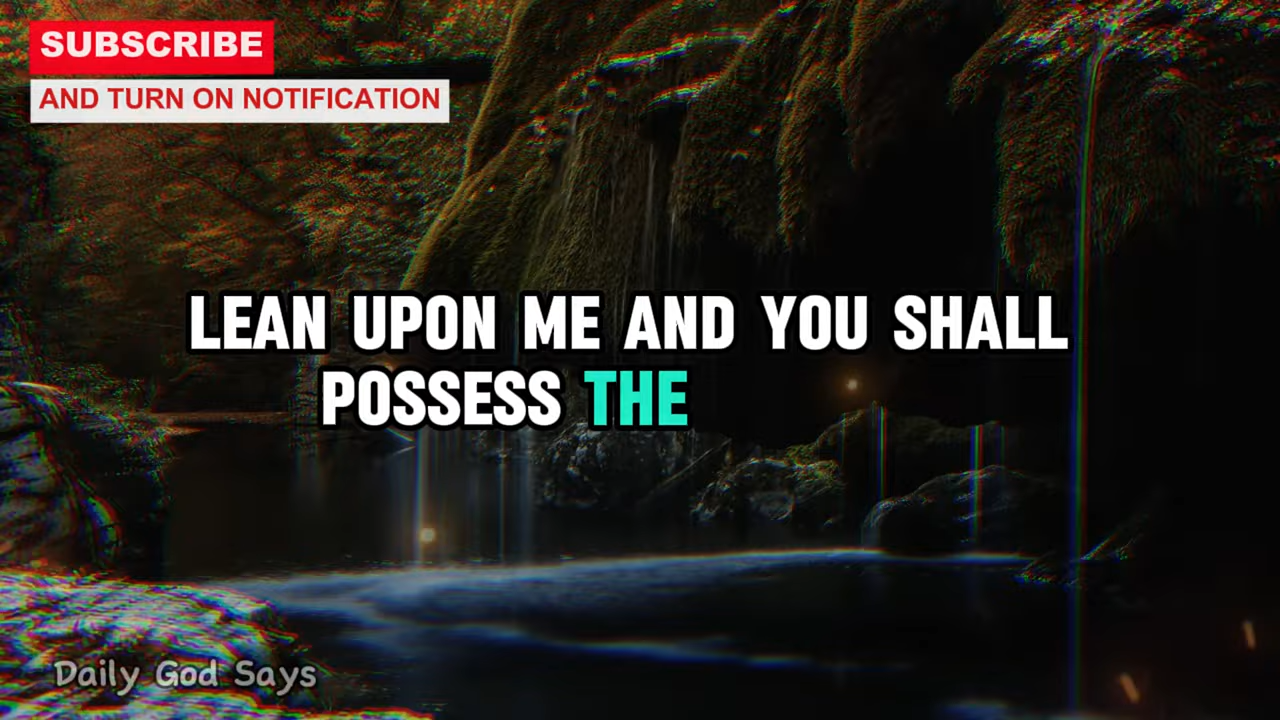 SUBSCRIBE
AND TURN ON NOTIFICATION
LEAN UPON ME AND YOU SHALL
POSSESS THE
Daily God Says